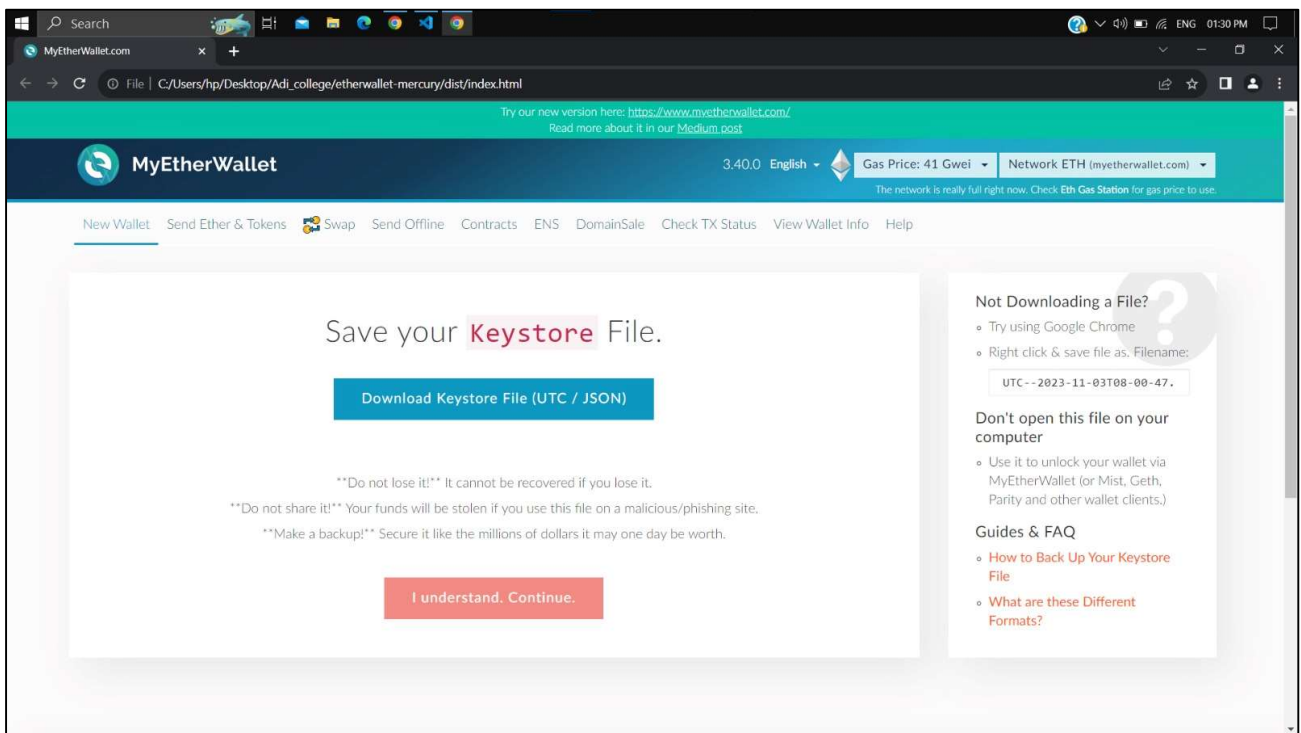 Search
ENG 01:30 PM
MyEtherWallet.com
File | C:/Users/hp/Desktop/Adi_college/etherwallet-mercury/dist/index.html
Try our new version here: https://www.myetherwallet.com/
Read more about it in our Medium post
MyEtherWallet
3.40.0 English Gas Price: 41 Gwei Network ETH (myetherwallet.com)
The network is really full right now. Check Eth Gas Station for gas price to use.
New Wallet Send Ether & Tokens Swap Send Offline Contracts ENS DomainSale Check TX Status View Wallet Info Help
Save your Keystore File.
Download Keystore File (UTC / JSON)
**Do not lose it!** It cannot be recovered if you lose it.
**Do not share it!** Your funds will be stolen if you use this file on a malicious/phishing site.
**Make a backup!** Secure it like the millions of dollars it may one day be worth.
I understand. Continue.
Not Downloading a File?
Try using Google Chrome
Right click & save file as. Filename:
UTC--2023-11-03T08-00-47.
Don't open this file on your
computer
Use it to unlock your wallet via
MyEtherWallet (or Mist, Geth,
Parity and other wallet clients.)
Guides & FAQ
How to Back Up Your Keystore
File
What are these Different
Formats?